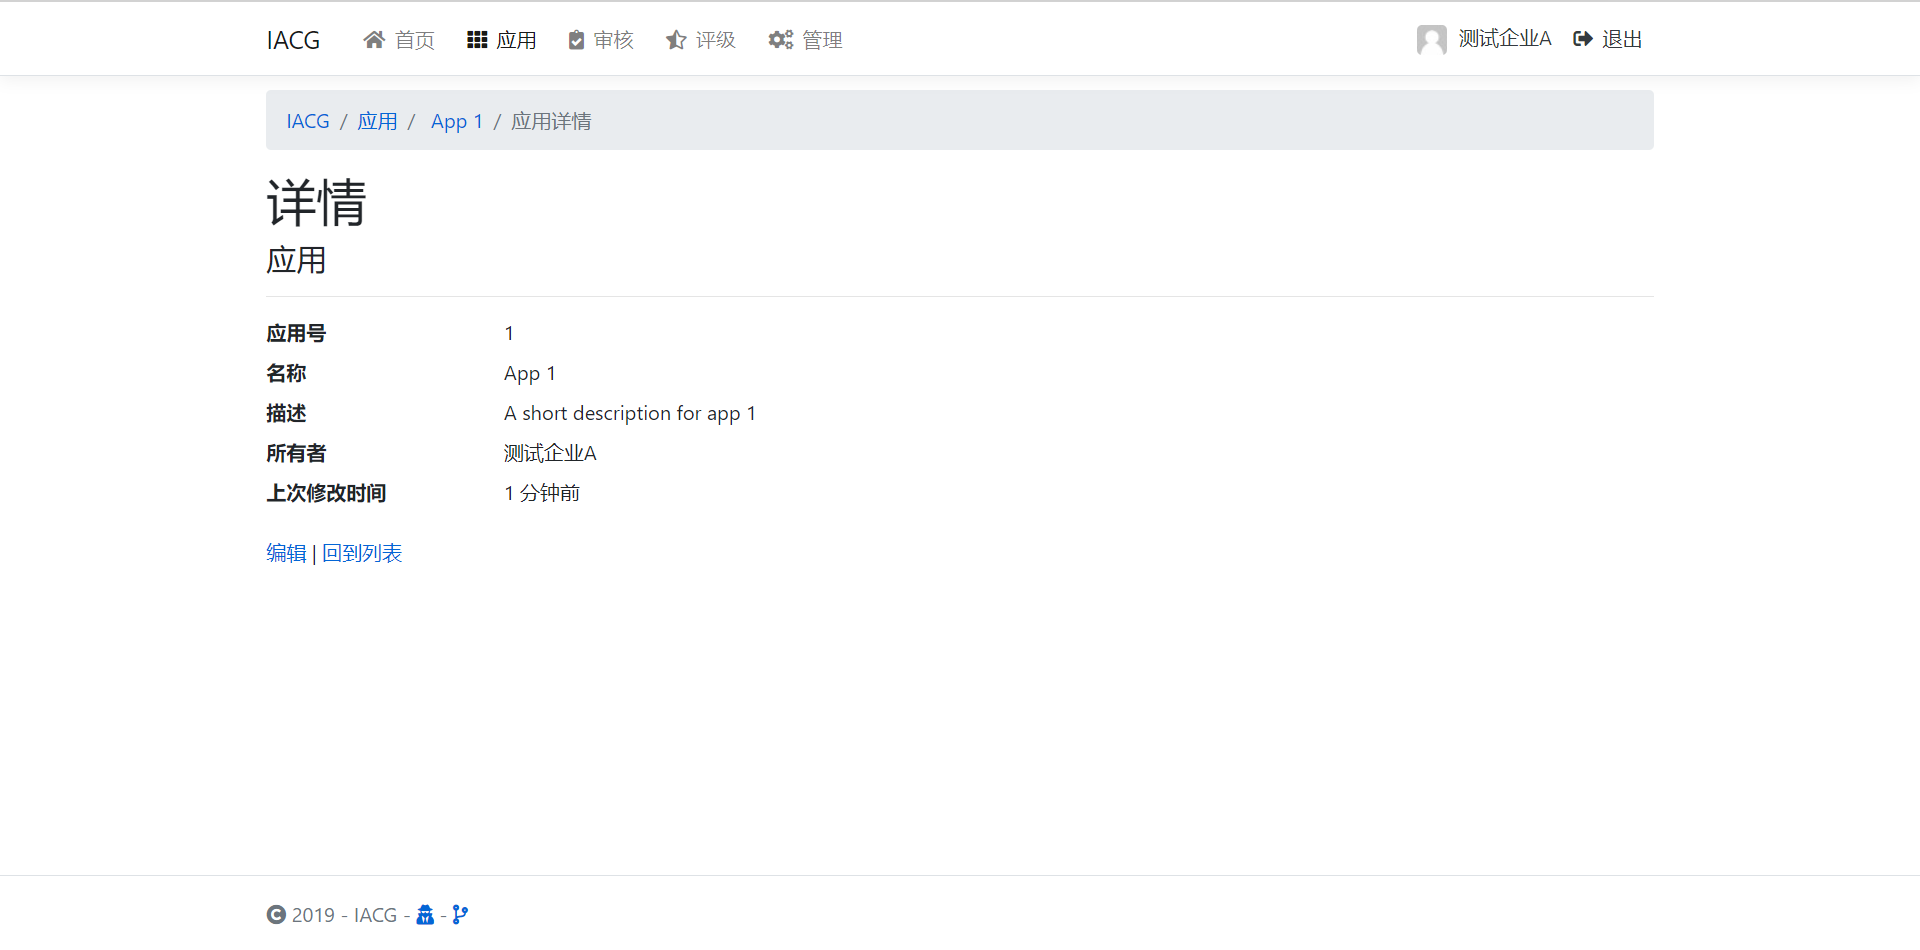 IACG 首页 应用 审核 评级 管理 测试企业A 退出
IACG / 应用 / App 1 / 应用详情
详情
应用
应用号 1
名称 App 1
描述 A short description for app 1
所有者 测试企业A
上次修改时间 1 分钟前
编辑 | 回到列表
© 2019 - IACG - -